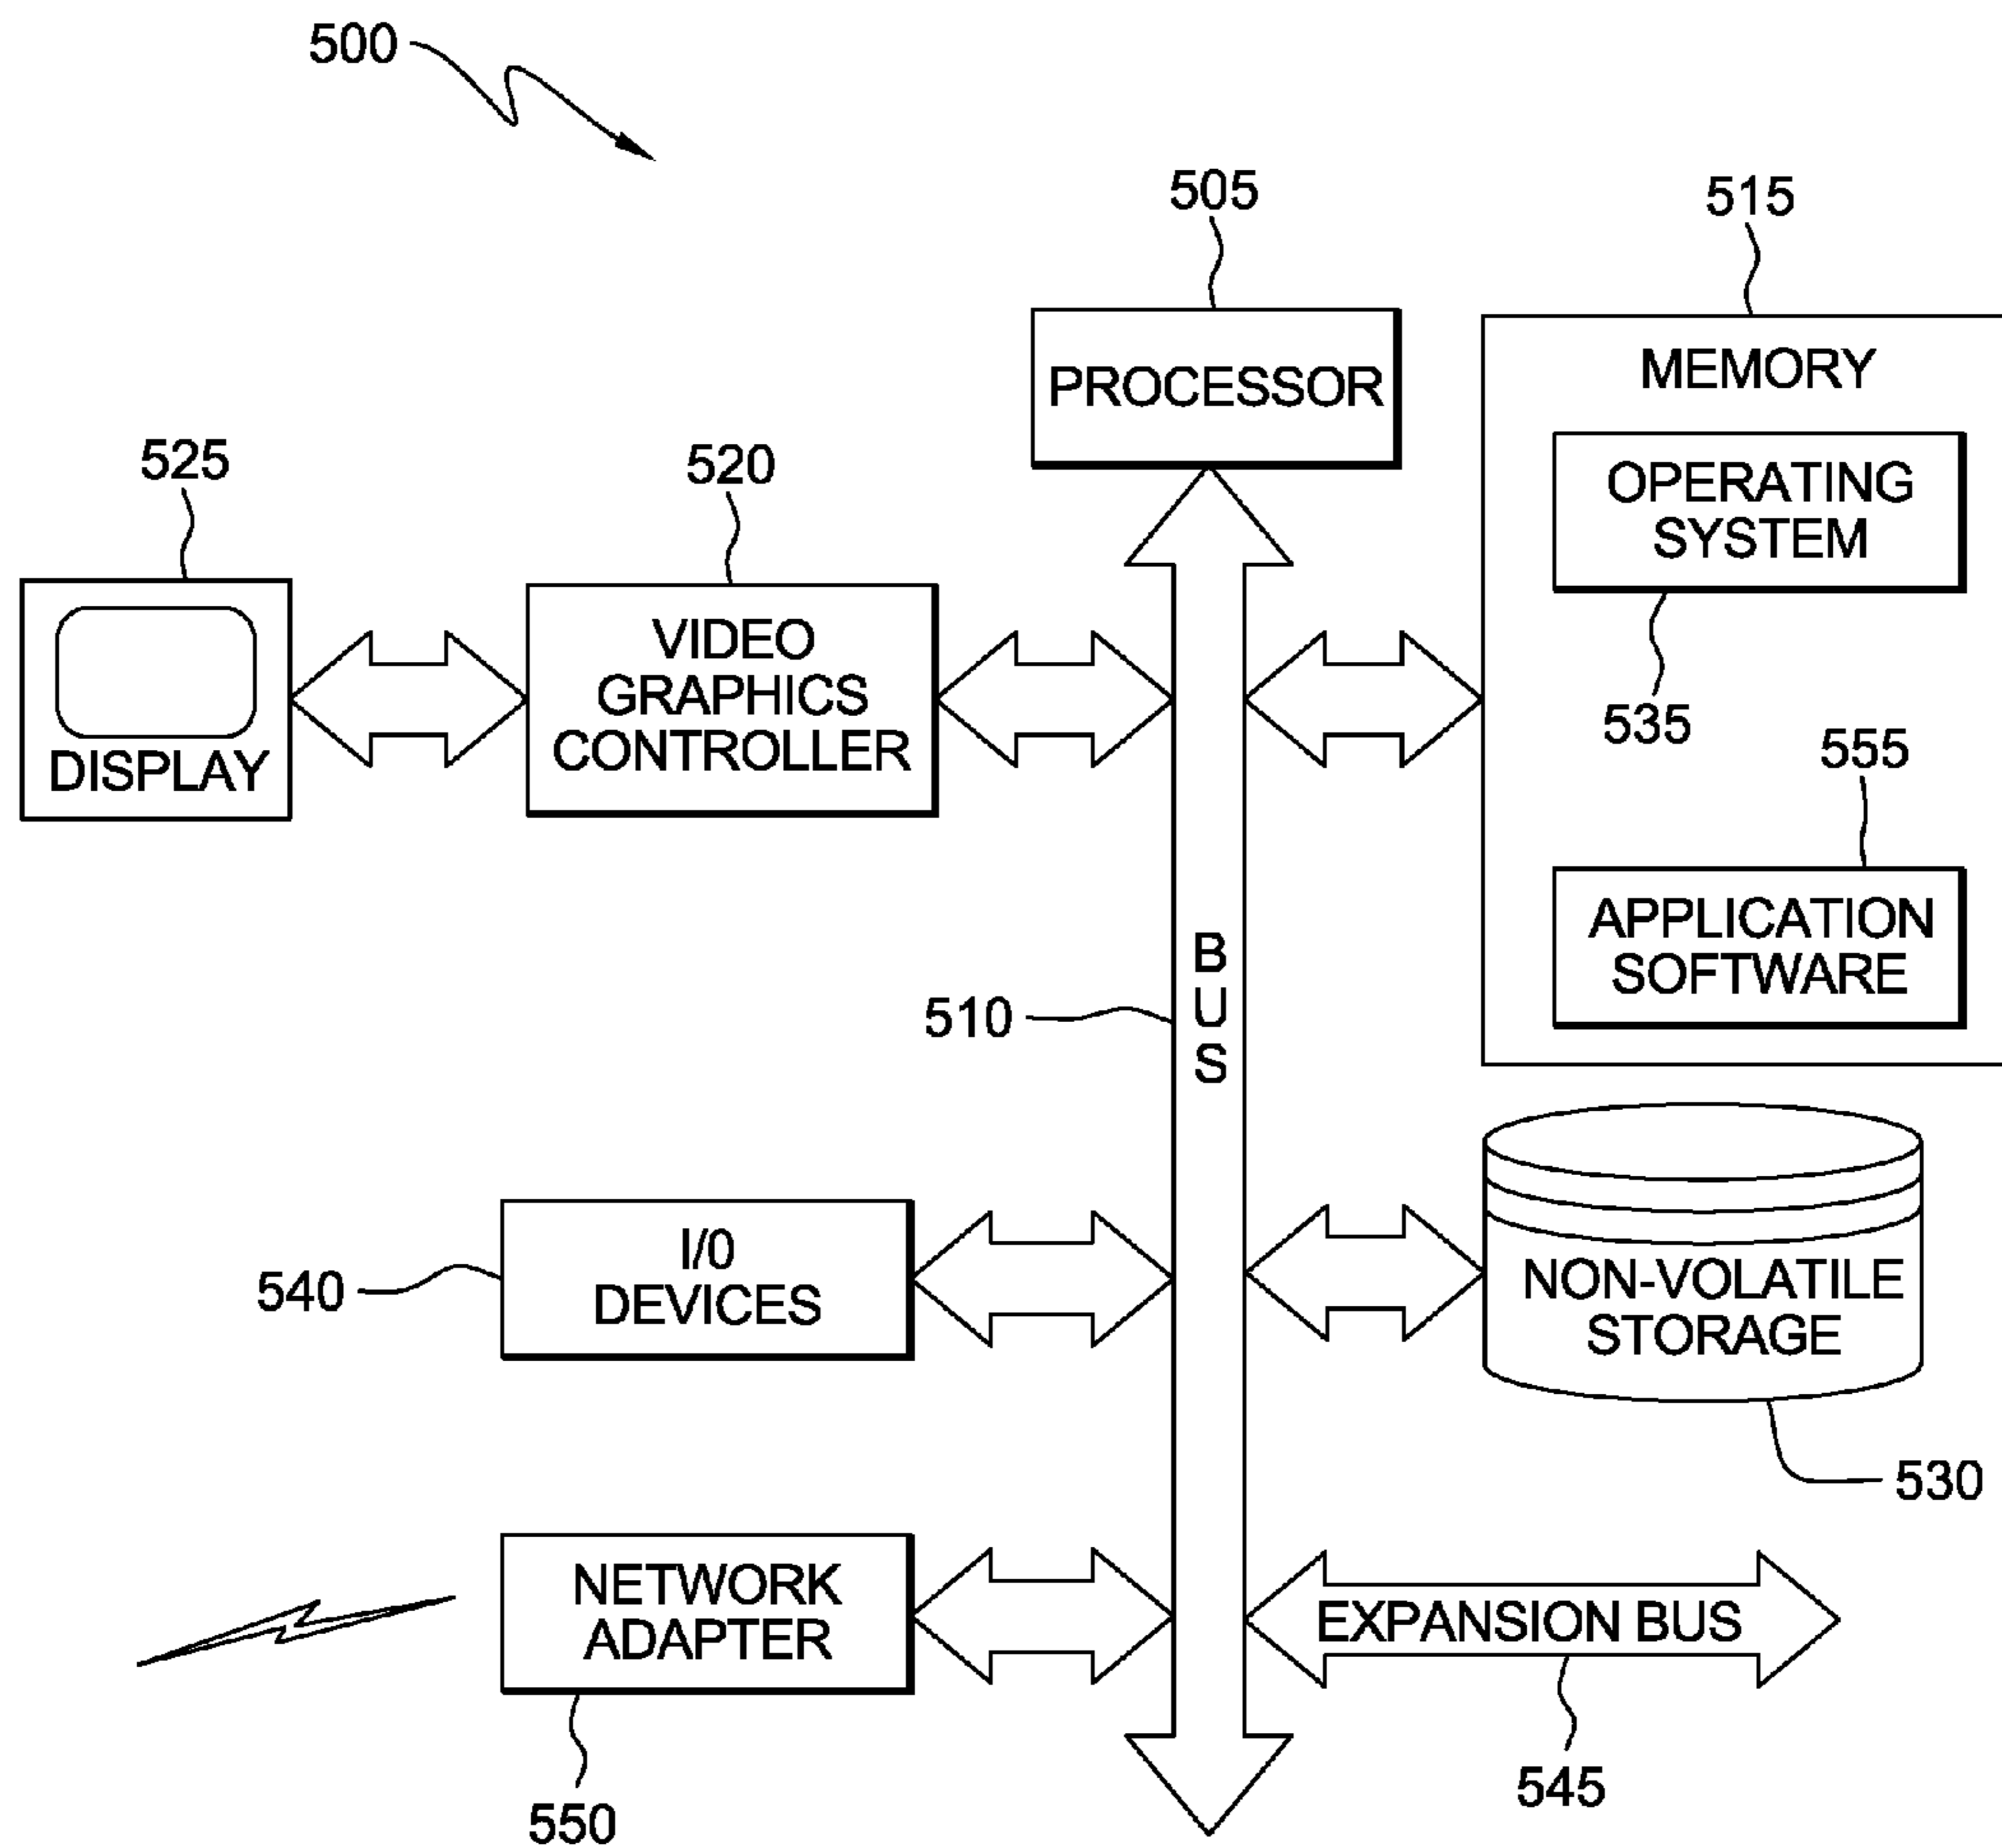 500
505
515
PROCESSOR
MEMORY
OPERATING
SYSTEM
535
525
520
DISPLAY
VIDEO
GRAPHICS
CONTROLLER
555
APPLICATION
SOFTWARE
510
B
U
S
540
I/0
DEVICES
NON-VOLATILE
STORAGE
530
NETWORK
ADAPTER
550
EXPANSION BUS
545